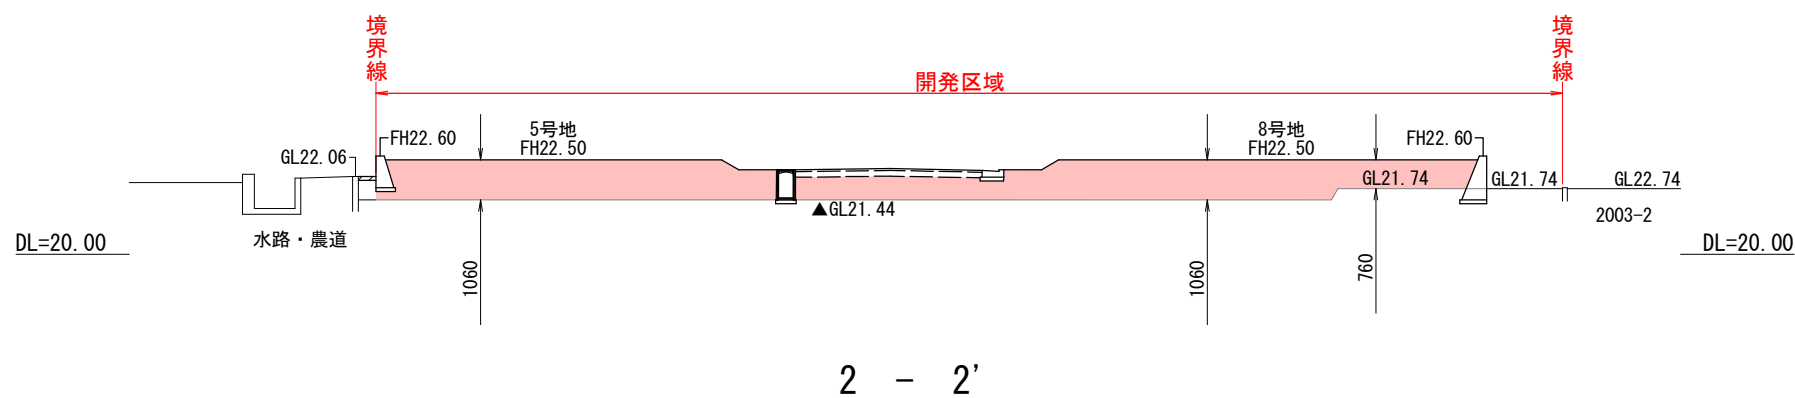 境界線
境界線
開発区域
FH22.60
5号地
FH22.50
8号地
FH22.50
FH22.60
GL22.06
GL21.74
GL21.74
GL22.74
▲GL21.44
2003-2
水路・農道
DL=20.00
DL=20.00
1060
1060
760
2 - 2'